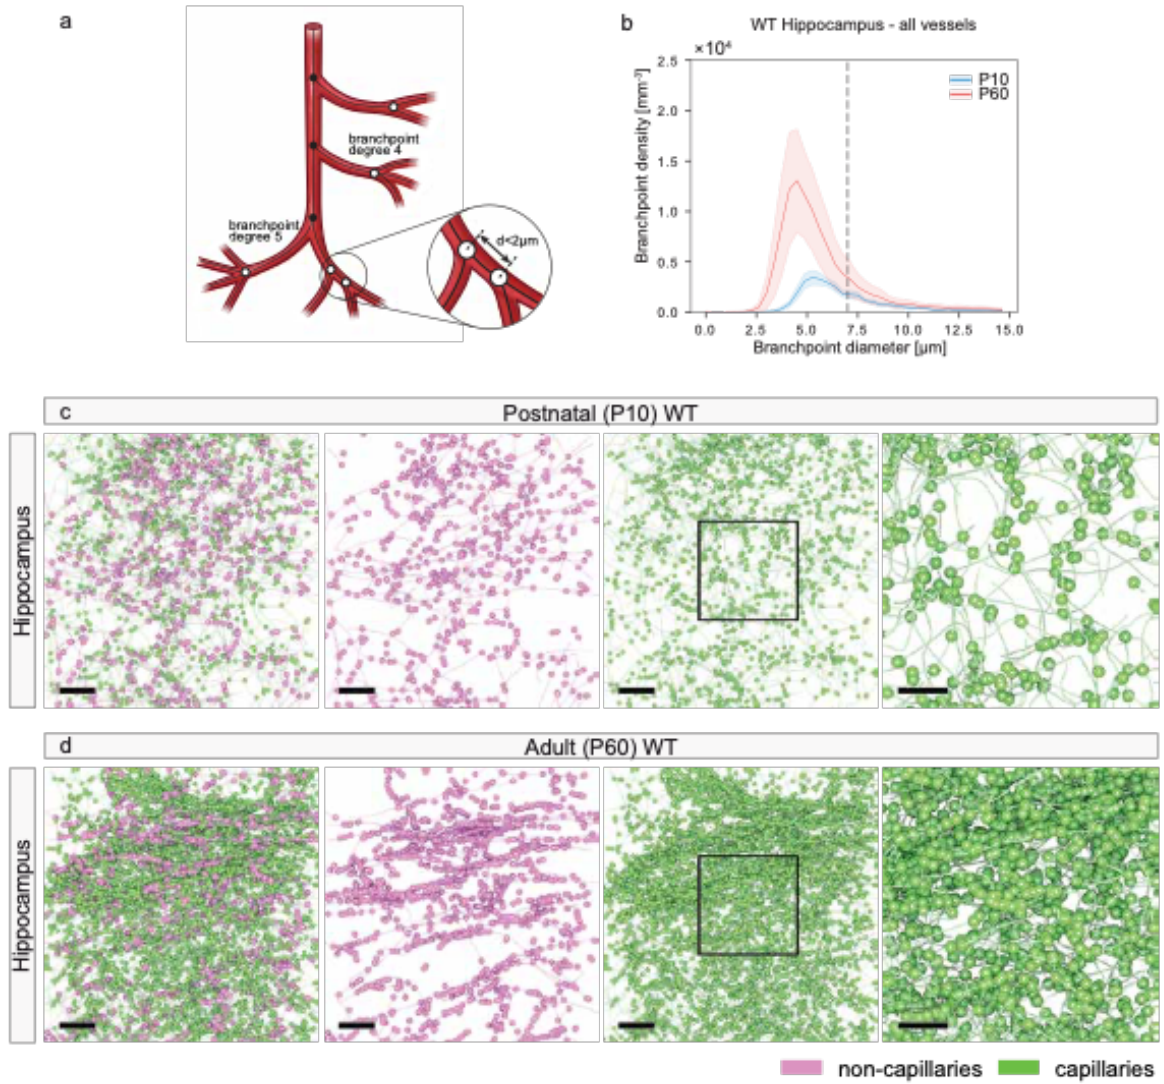 a
branchpoint
degree 4
branchpoint
degree 5
d<2µm
b
WT Hippocampus - all vessels
×10⁴
Branchpoint density [mm⁻³]
2.5
2.0
1.5
1.0
0.5
0.0
P10
P60
0.0 2.5 5.0 7.5 10.0 12.5 15.0
Branchpoint diameter [µm]
c Postnatal (P10) WT
Hippocampus
d Adult (P60) WT
Hippocampus
non-capillaries capillaries